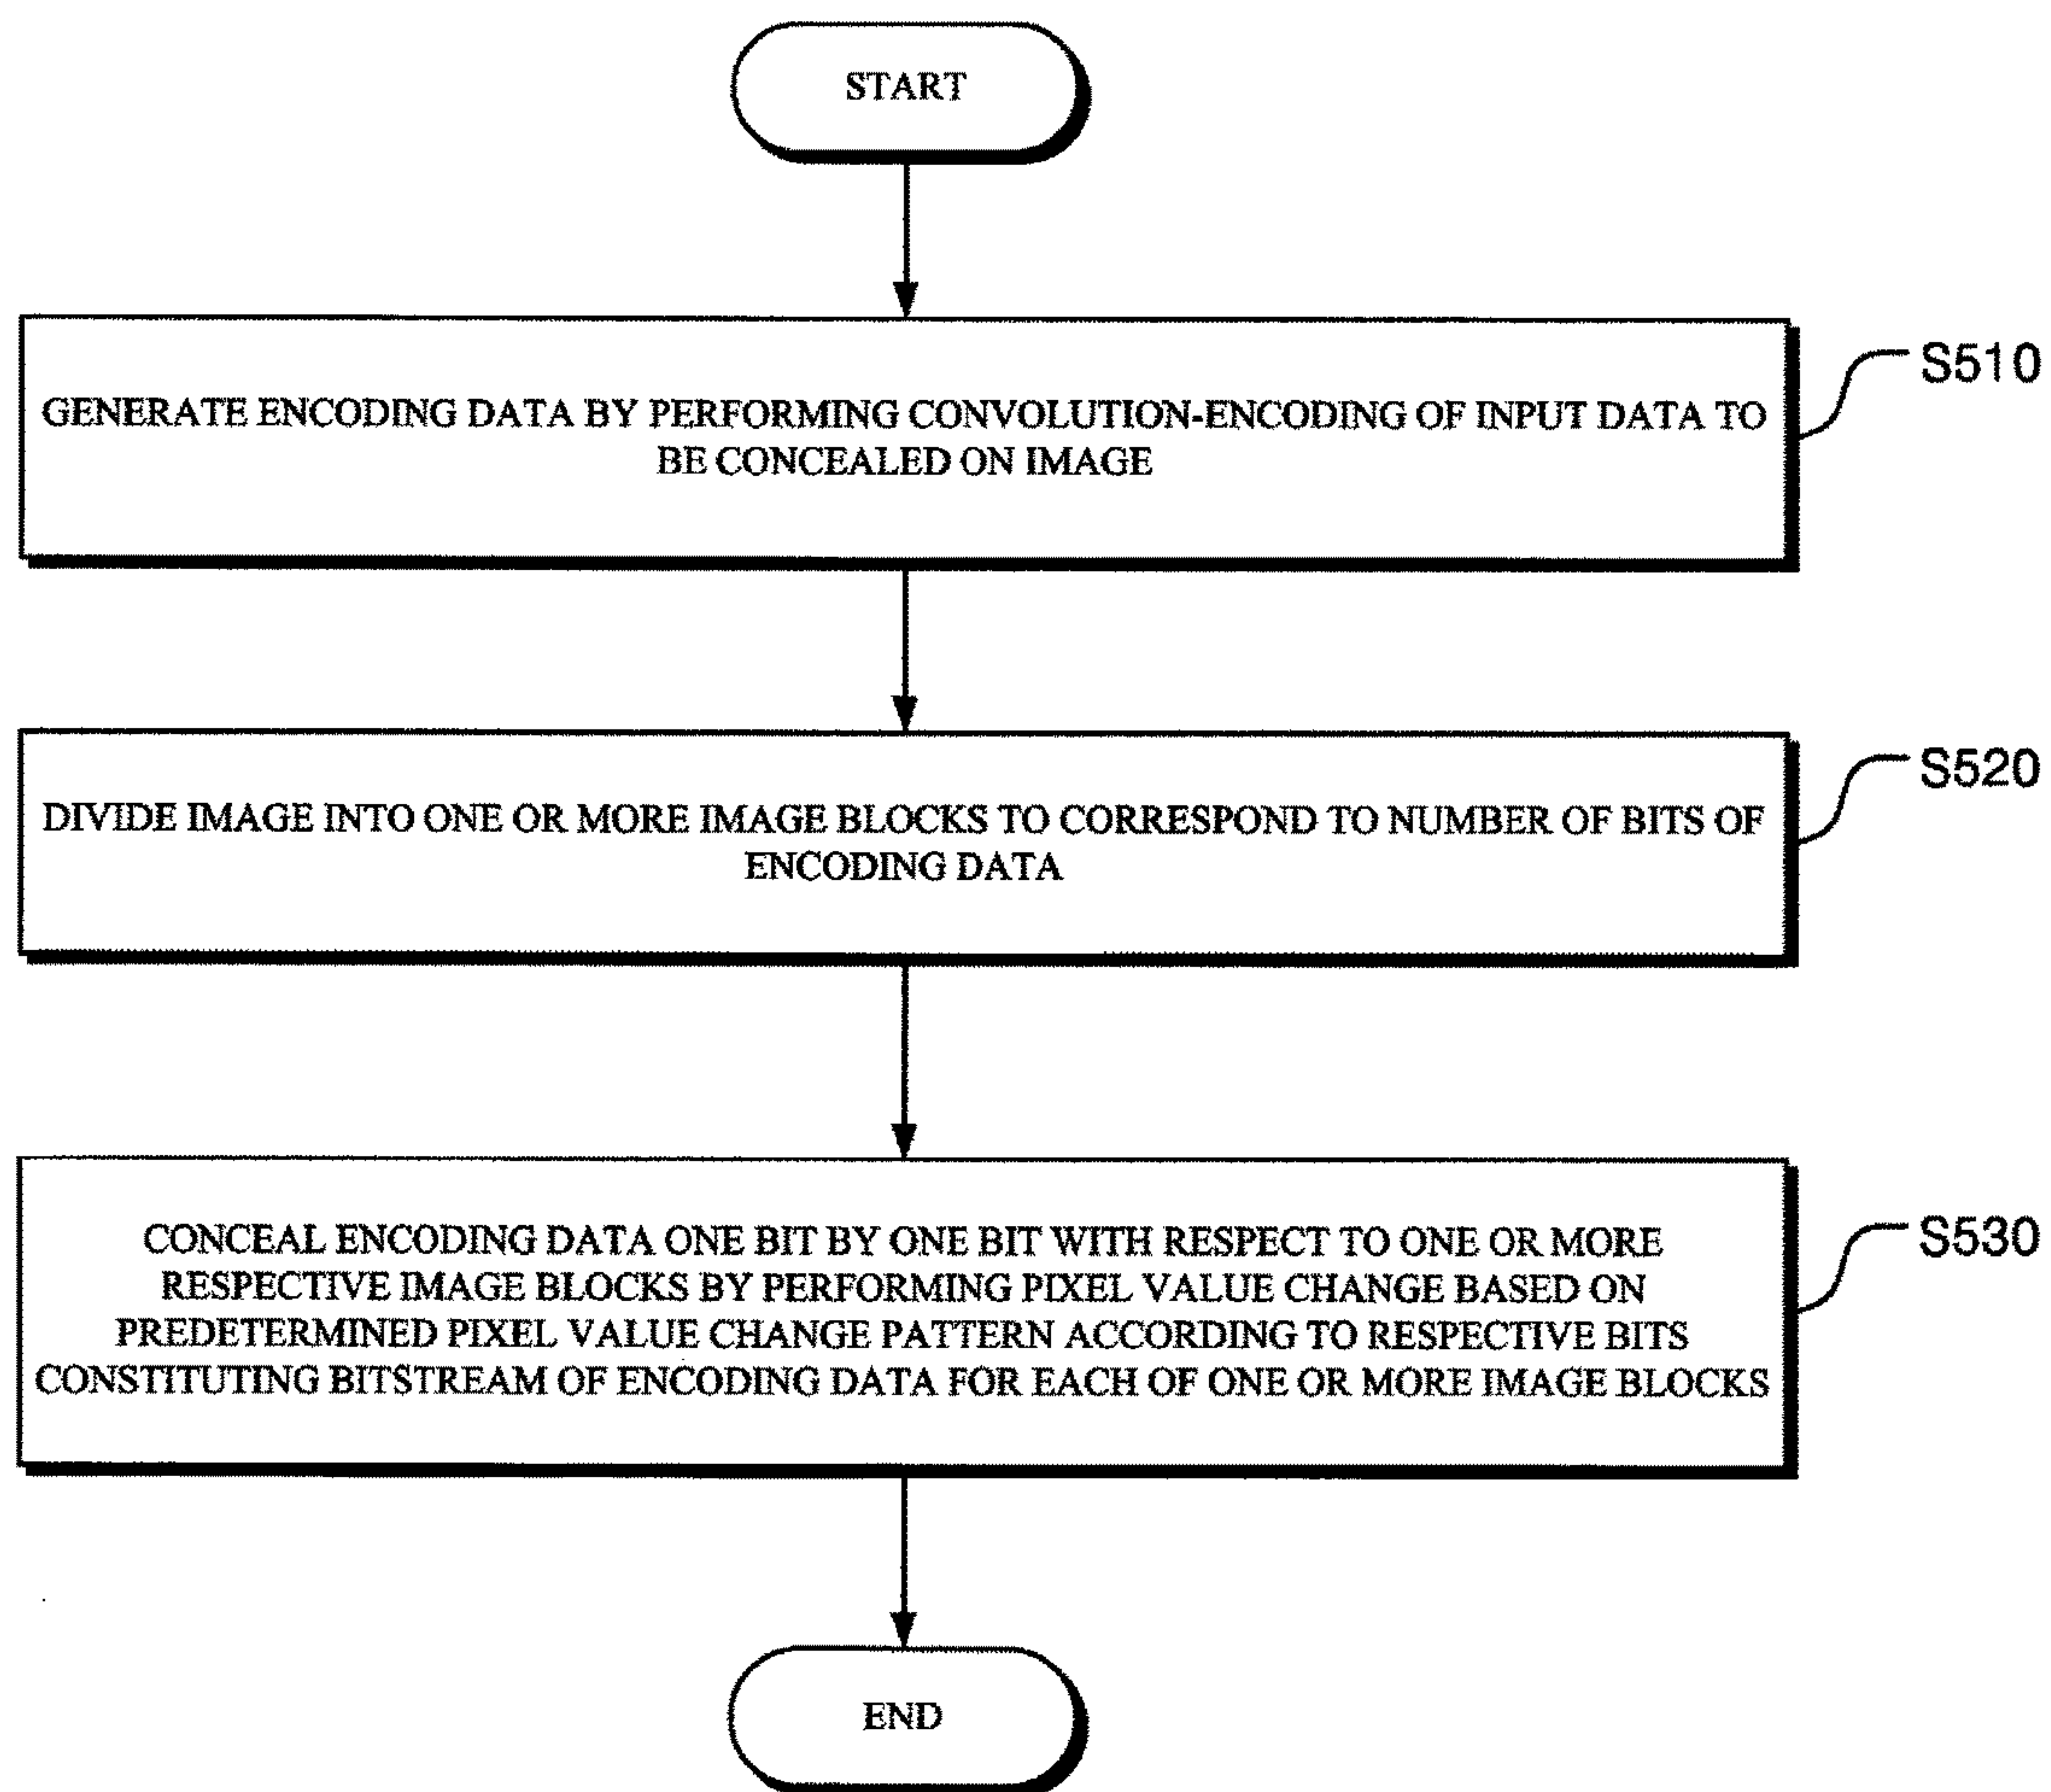 START
GENERATE ENCODING DATA BY PERFORMING CONVOLUTION-ENCODING OF INPUT DATA TO
BE CONCEALED ON IMAGE
S510
DIVIDE IMAGE INTO ONE OR MORE IMAGE BLOCKS TO CORRESPOND TO NUMBER OF BITS OF
ENCODING DATA
S520
CONCEAL ENCODING DATA ONE BIT BY ONE BIT WITH RESPECT TO ONE OR MORE
RESPECTIVE IMAGE BLOCKS BY PERFORMING PIXEL VALUE CHANGE BASED ON
PREDETERMINED PIXEL VALUE CHANGE PATTERN ACCORDING TO RESPECTIVE BITS
CONSTITUTING BITSTREAM OF ENCODING DATA FOR EACH OF ONE OR MORE IMAGE BLOCKS
S530
END